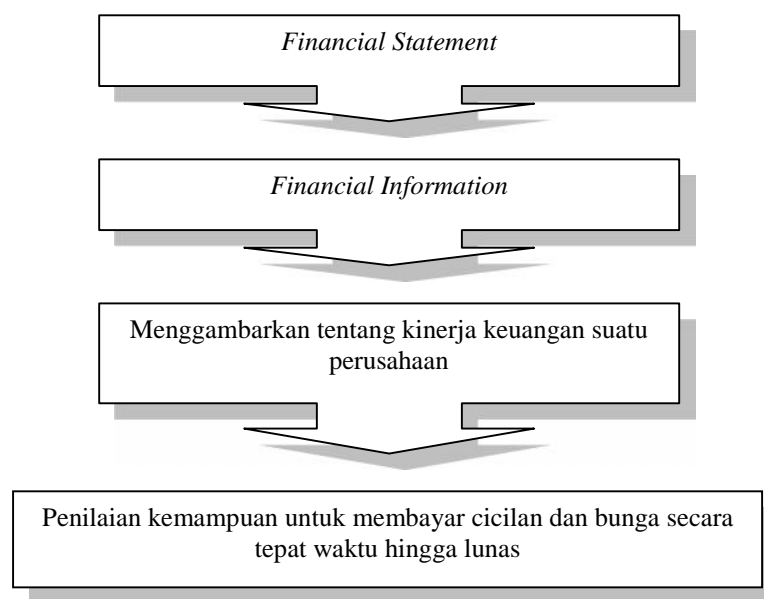 Financial Statement
Financial Information
Menggambarkan tentang kinerja keuangan suatu
perusahaan
Penilaian kemampuan untuk membayar cicilan dan bunga secara
tepat waktu hingga lunas